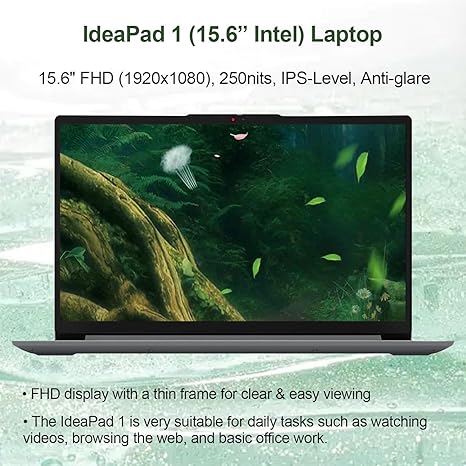 IdeaPad 1 (15.6’’ Intel) Laptop
15.6" FHD (1920x1080), 250nits, IPS-Level, Anti-glare
• FHD display with a thin frame for clear & easy viewing
• The IdeaPad 1 is very suitable for daily tasks such as watching
videos, browsing the web, and basic office work.